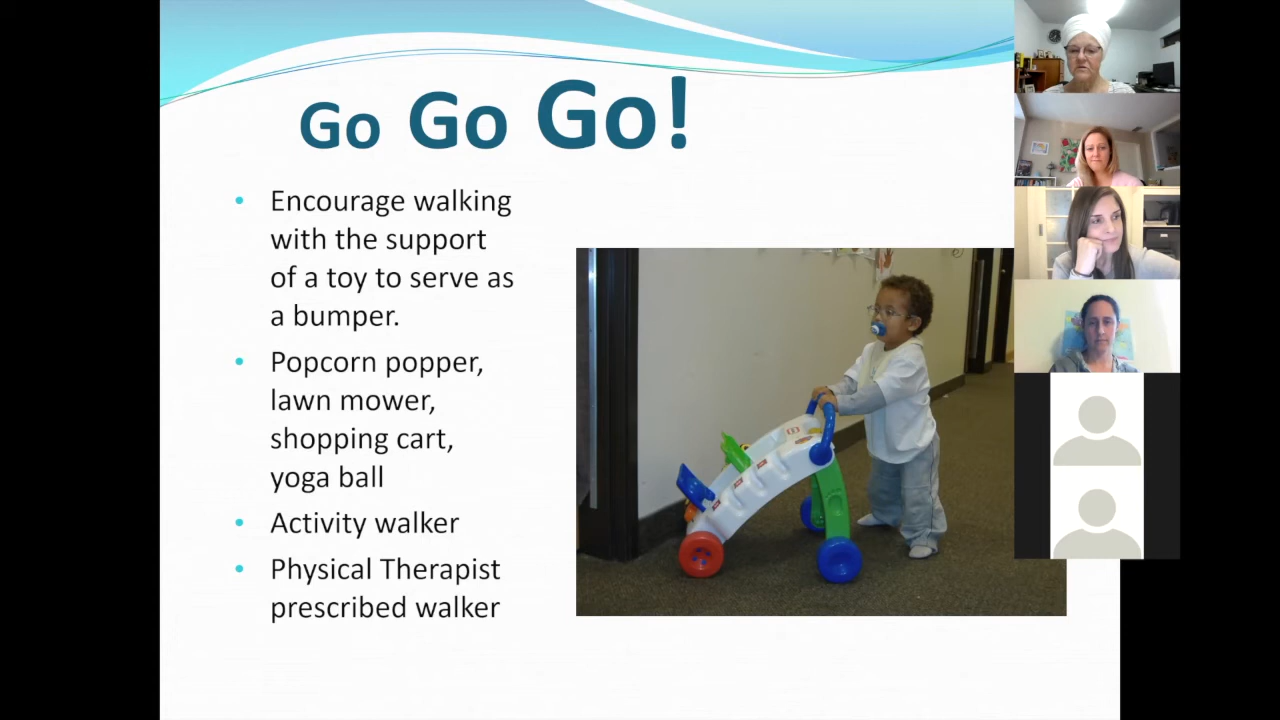 Go Go Go!
• Encourage walking
with the support
of a toy to serve as
a bumper.
• Popcorn popper,
lawn mower,
shopping cart,
yoga ball
• Activity walker
• Physical Therapist
prescribed walker